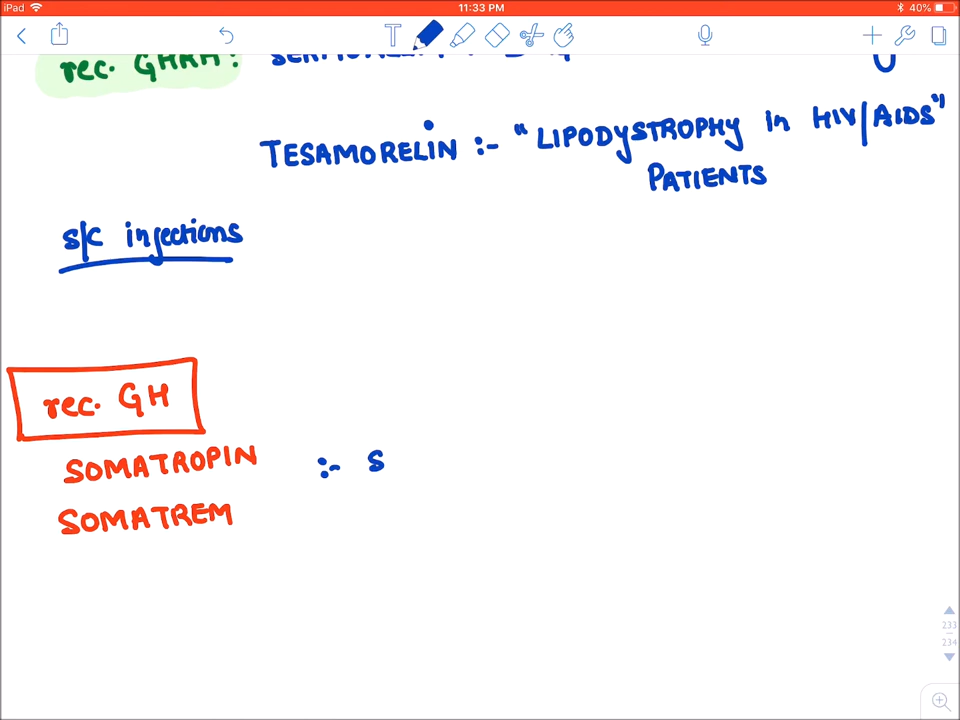 iPad 11:33 PM 40%
T
rec. GHRH:
TESAMORELIN :- "LIPODYSTROPHY in HIV/AIDS"
PATIENTS
s/c injections
rec. GH
SOMATROPIN :- S
SOMATREM
233
234